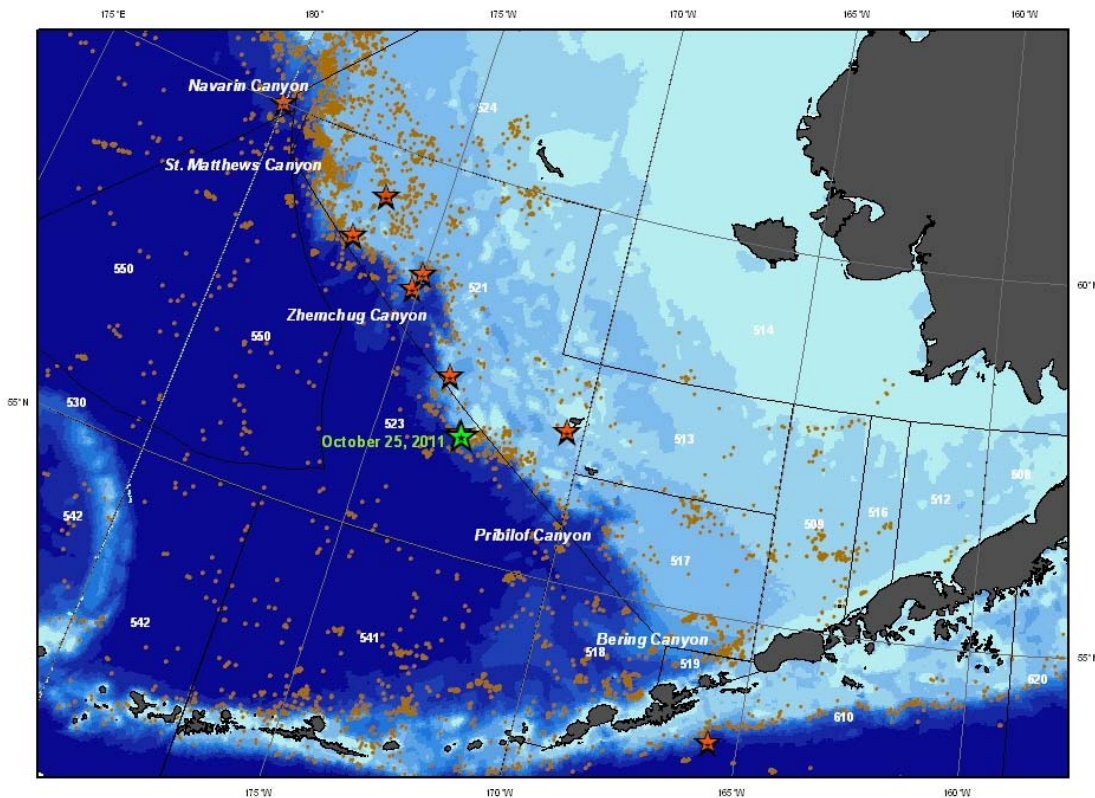 175 °E
180°
175°W
170°W
165°W
160°W
Navarin Canyon
524
St. Matthews Canyon
550
521
60°N
Zhemchug Canyon
514
550
55°N
530
523
October 25, 2011
513
508
512
516
509
542
Pribilof Canyon
517
542
541
Bering Canyon
518
519
55°N
620
610
175°W
170°W
165°W
160°W